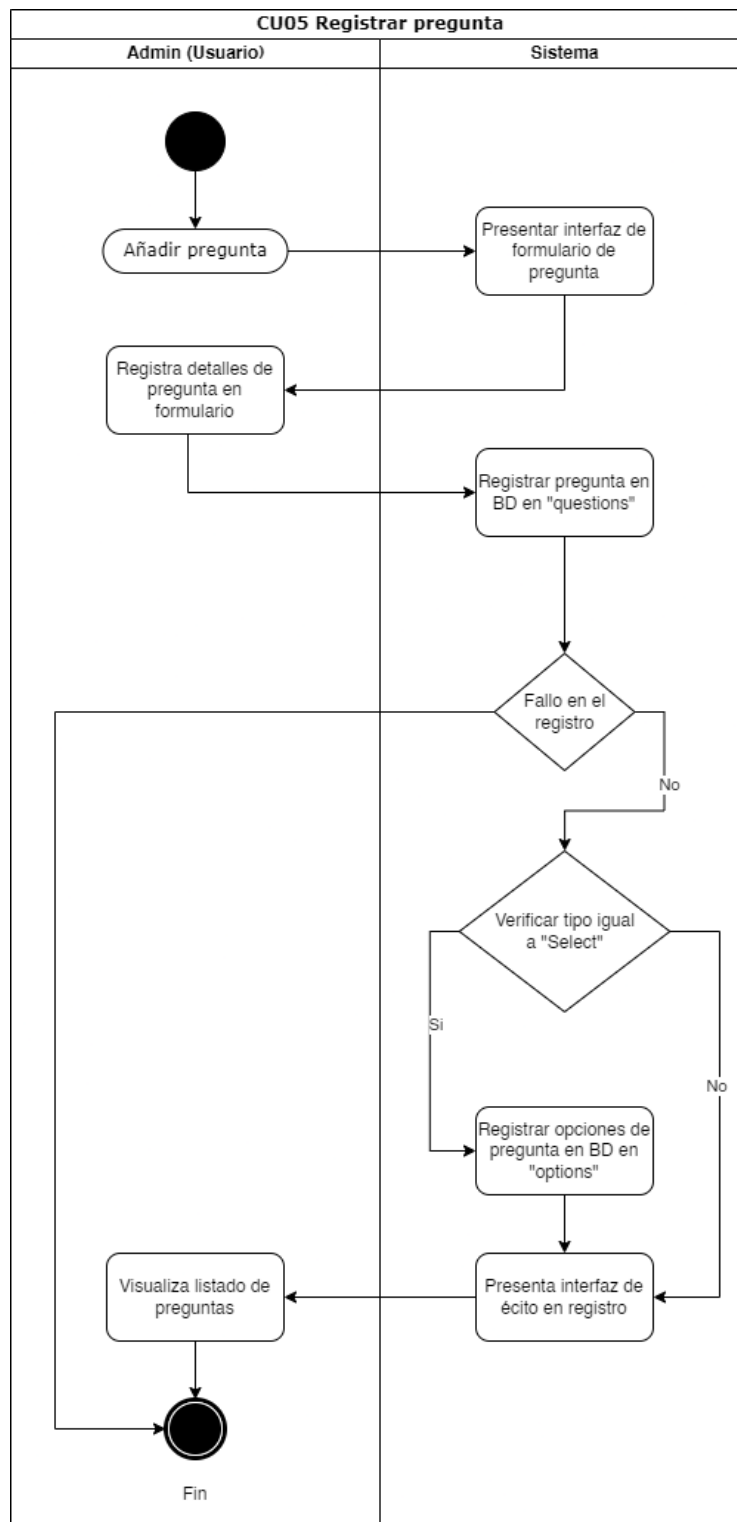 CU05 Registrar pregunta
Admin (Usuario)
Sistema
Añadir pregunta
Presentar interfaz de
formulario de
pregunta
Registra detalles de
pregunta en
formulario
Registrar pregunta en
BD en "questions"
Fallo en el
registro
No
Verificar tipo igual
a "Select"
Si
No
Registrar opciones de
pregunta en BD en
"options"
Visualiza listado de
preguntas
Presenta interfaz de
écito en registro
Fin